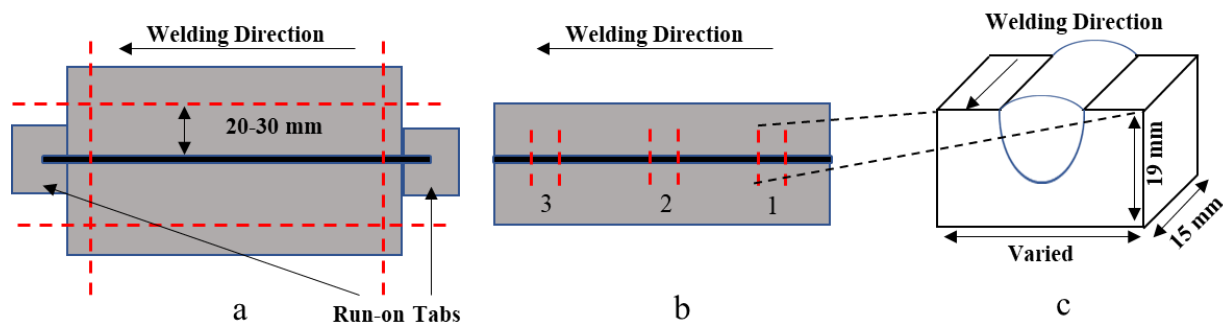 Welding Direction
20-30 mm
Run-on Tabs
a
Welding Direction
3
2
1
b
Welding Direction
19 mm
15 mm
Varied
c